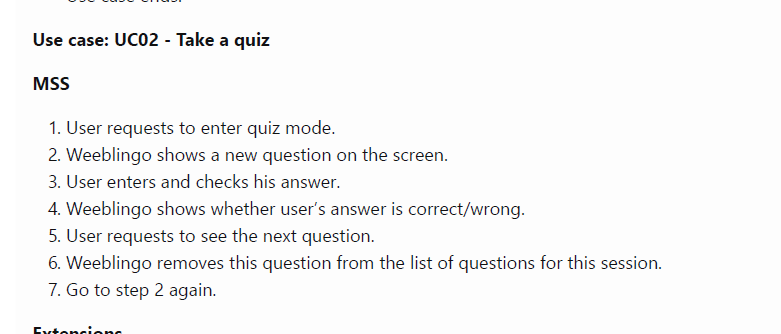 Use case: UC02 - Take a quiz
MSS
1. User requests to enter quiz mode.
2. Weeblingo shows a new question on the screen.
3. User enters and checks his answer.
4. Weeblingo shows whether user’s answer is correct/wrong.
5. User requests to see the next question.
6. Weeblingo removes this question from the list of questions for this session.
7. Go to step 2 again.
Extensions